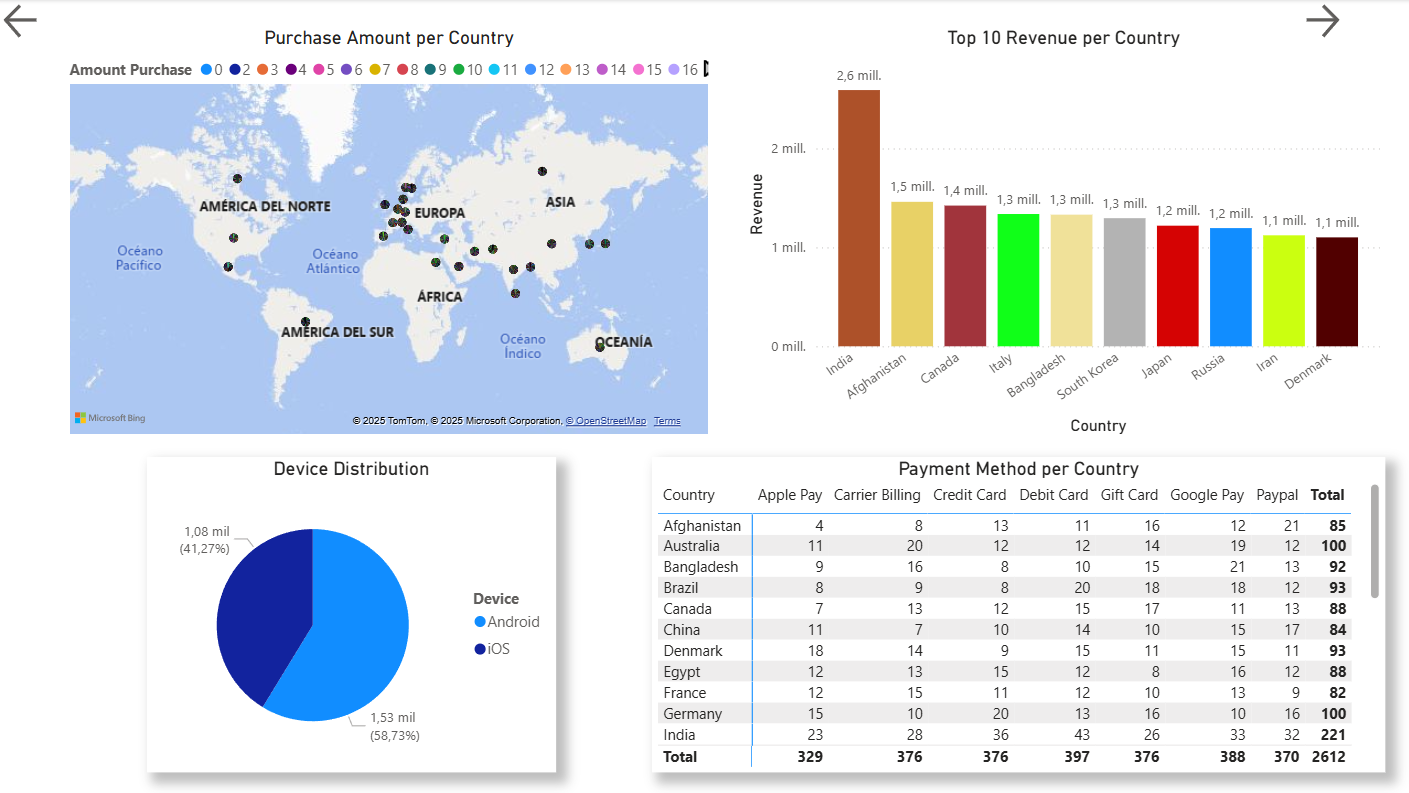 Purchase Amount per Country
Amount Purchase 0 2 3 4 5 6 7 8 9 10 11 12 13 14 15 16
AMÉRICA DEL NORTE
EUROPA
ASIA
Océano
Pacífico
Océano
Atlántico
ÁFRICA
AMÉRICA DEL SUR
Océano
Índico
OCEANÍA
Microsoft Bing
© 2025 TomTom, © 2025 Microsoft Corporation, © OpenStreetMap Terms
Top 10 Revenue per Country
Revenue
2 mill.
1 mill.
0 mill.
2,6 mill.
1,5 mill.
1,4 mill.
1,3 mill.
1,3 mill.
1,3 mill.
1,2 mill.
1,2 mill.
1,1 mill.
1,1 mill.
India
Afghanistan
Canada
Italy
Bangladesh
South Korea
Japan
Russia
Iran
Denmark
Country
Device Distribution
1,08 mil
(41,27%)
1,53 mil
(58,73%)
Device
Android
iOS
Payment Method per Country
Country Apple Pay Carrier Billing Credit Card Debit Card Gift Card Google Pay Paypal Total
Afghanistan 4 8 13 11 16 12 21 85
Australia 11 20 12 12 14 19 12 100
Bangladesh 9 16 8 10 15 21 13 92
Brazil 8 9 8 20 18 18 12 93
Canada 7 13 12 15 17 11 13 88
China 11 7 10 14 10 15 17 84
Denmark 18 14 9 15 11 15 11 93
Egypt 12 13 15 12 8 16 12 88
France 12 15 11 12 10 13 9 82
Germany 15 10 20 13 16 10 16 100
India 23 28 36 43 26 33 32 221
Total 329 376 376 397 376 388 370 2612